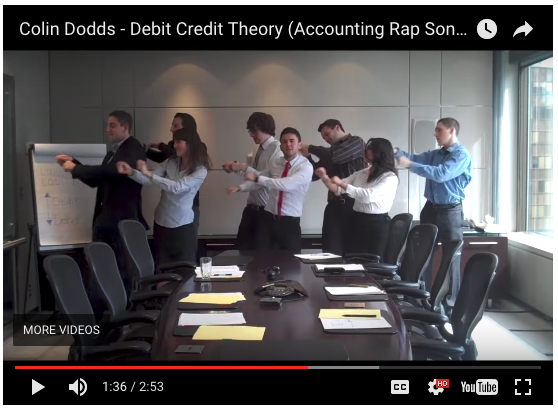 Colin Dodds - Debit Credit Theory (Accounting Rap Son...
MORE VIDEOS
1:36 / 2:53
CC
HD
YouTube